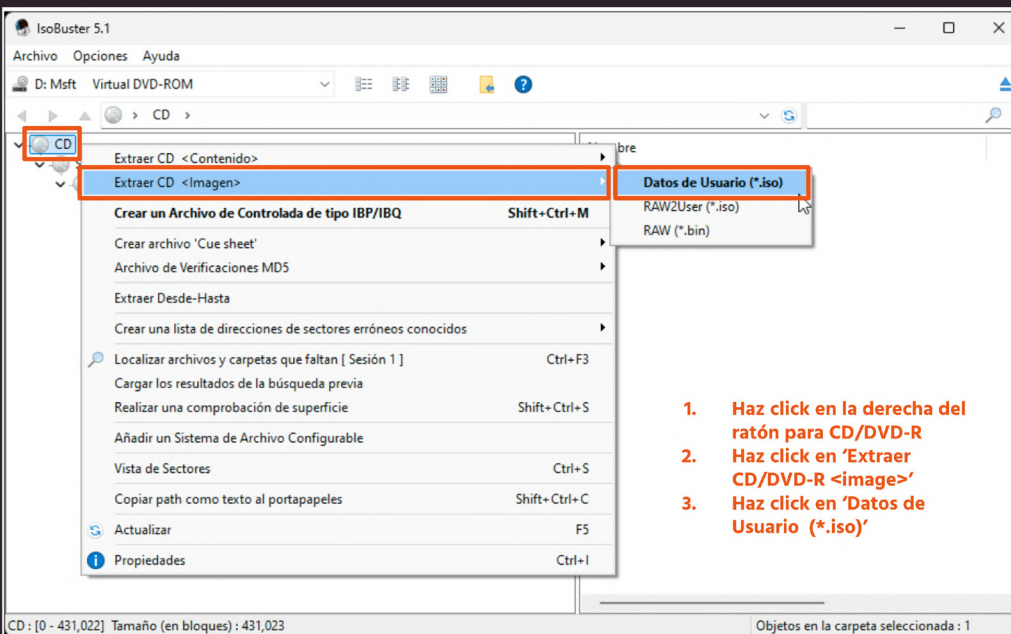 IsoBuster 5.1
Archivo Opciones Ayuda
D: Msft Virtual DVD-ROM
CD
CD
Extraer CD <Contenido>
Extraer CD <Imagen>
Crear un Archivo de Controlada de tipo IBP/IBQ Shift+Ctrl+M
Crear archivo 'Cue sheet'
Archivo de Verificaciones MD5
Extraer Desde-Hasta
Crear una lista de direcciones de sectores erróneos conocidos
Localizar archivos y carpetas que faltan [ Sesión 1 ] Ctrl+F3
Cargar los resultados de la búsqueda previa
Realizar una comprobación de superficie Shift+Ctrl+S
Añadir un Sistema de Archivo Configurable
Vista de Sectores Ctrl+S
Copiar path como texto al portapapeles Shift+Ctrl+C
Actualizar F5
Propiedades Ctrl+I
Datos de Usuario (*.iso)
RAW2User (*.iso)
RAW (*.bin)
1. Haz click en la derecha del
ratón para CD/DVD-R
2. Haz click en ‘Extraer
CD/DVD-R <image>’
3. Haz click en ‘Datos de
Usuario (*.iso)’
CD : [0 - 431,022] Tamaño (en bloques) : 431,023
Objetos en la carpeta seleccionada : 1